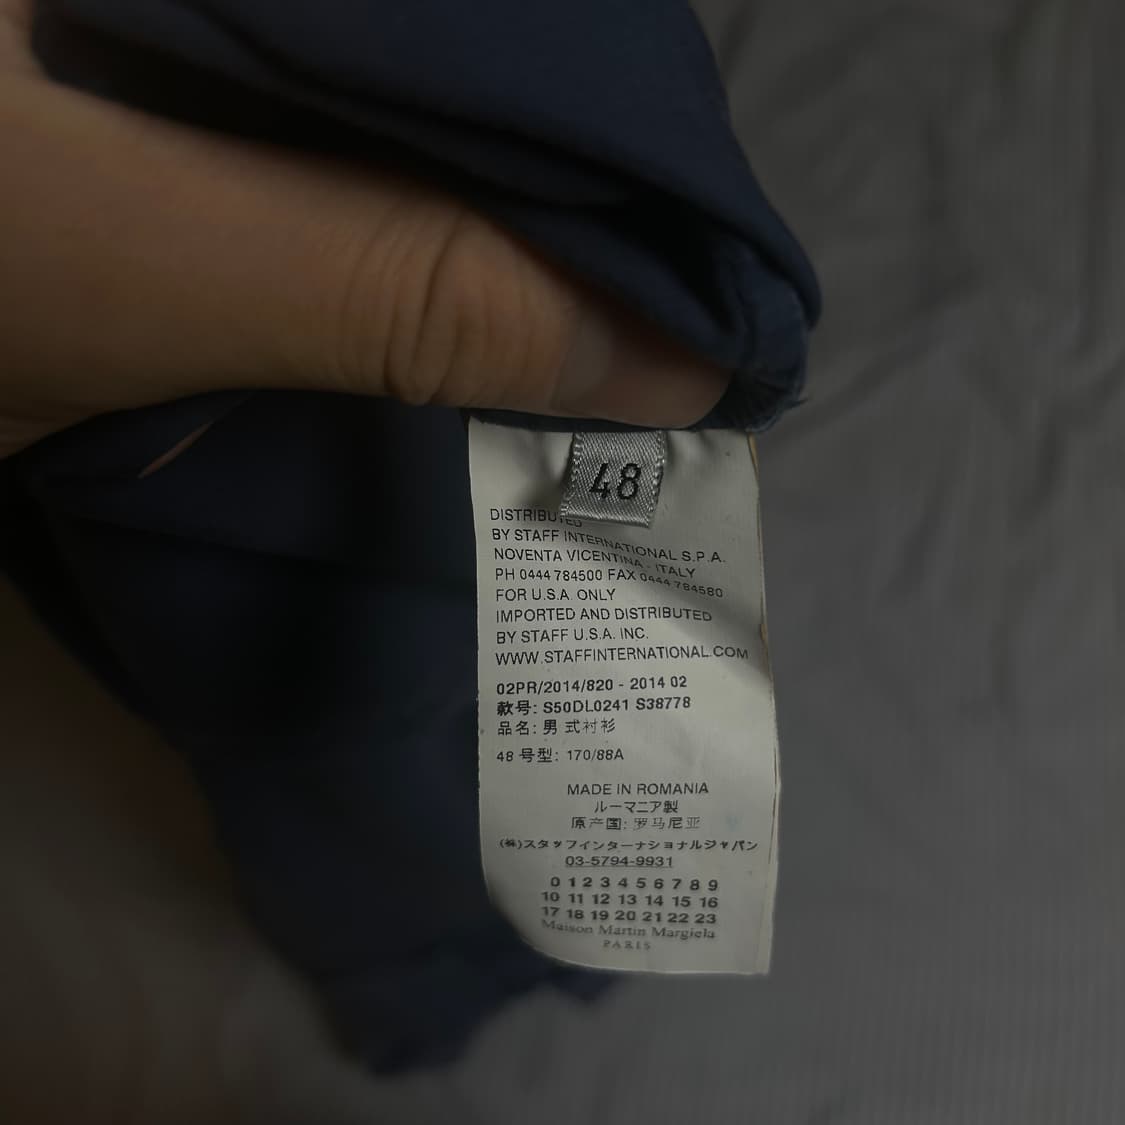 48
DISTRIBUTED
BY STAFF INTERNATIONAL S.P.A.
NOVENTA VICENTINA - ITALY
PH 0444 784500 FAX 0444 784580
FOR U.S.A. ONLY
IMPORTED AND DISTRIBUTED
BY STAFF U.S.A. INC.
WWW.STAFFINTERNATIONAL.COM
02PR/2014/820 - 2014 02
款号: S50DL0241 S38778
品名: 男 式衬衫
48 号型: 170/88A
MADE IN ROMANIA
ルーマニア製
原产国: 罗马尼亚
(株)スタッフインターナショナルジャパン
03-5794-9931
0 1 2 3 4 5 6 7 8 9
10 11 12 13 14 15 16
17 18 19 20 21 22 23
Maison Martin Margiela
PARIS